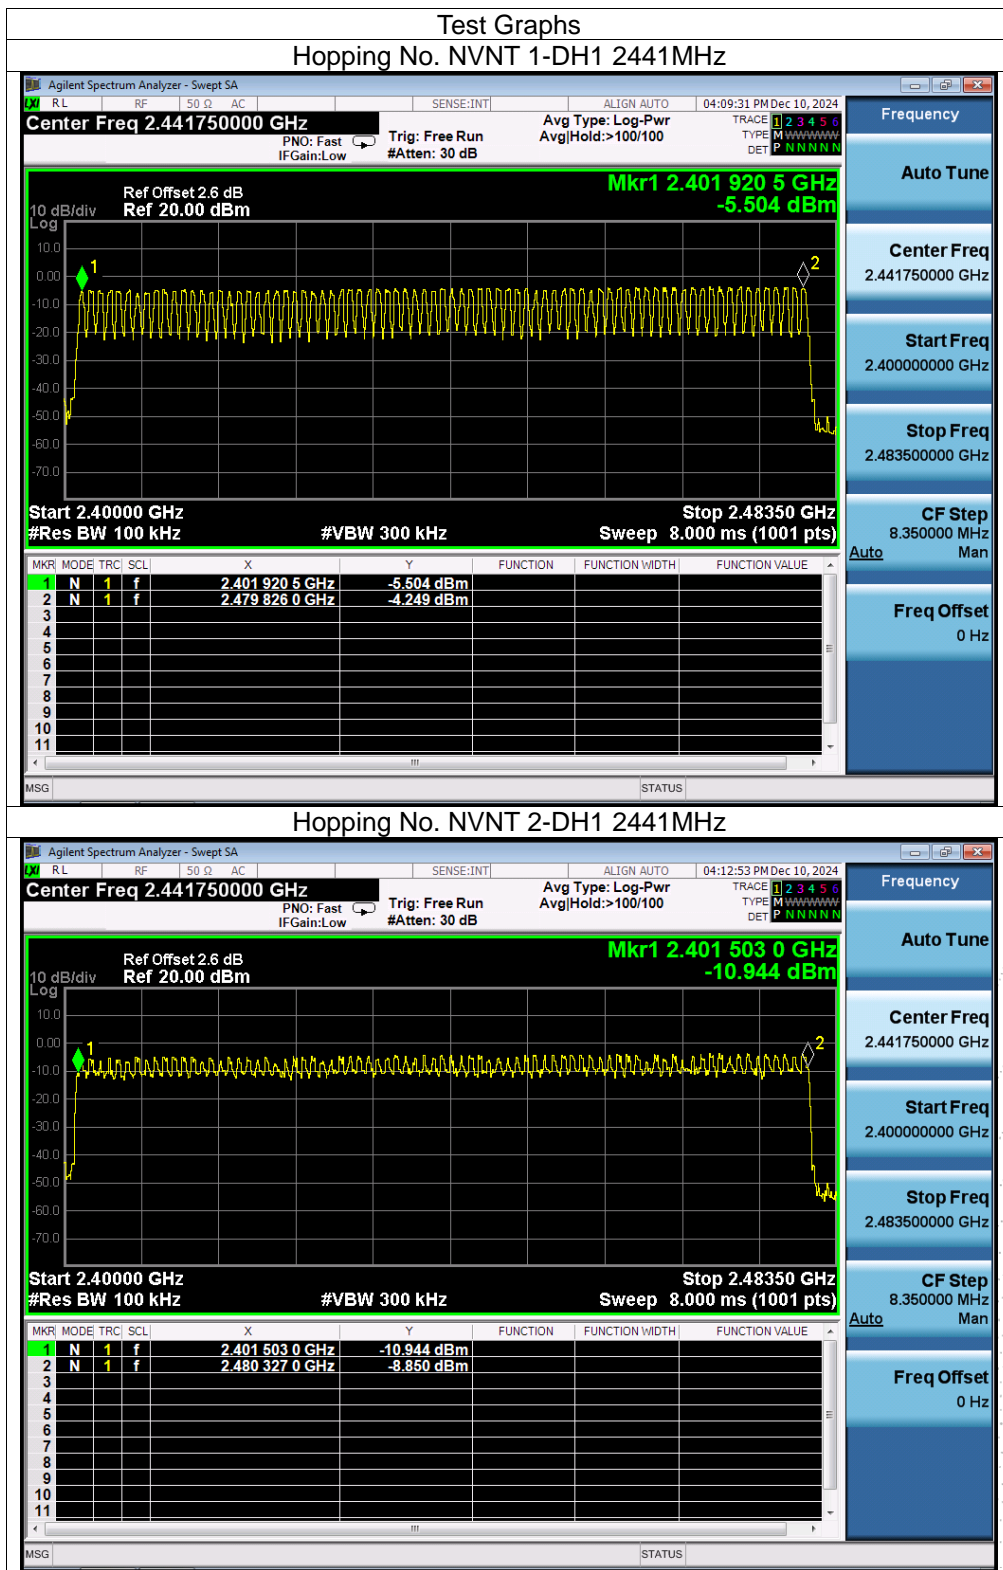 Test Graphs
Hopping No. NVNT 1-DH1 2441MHz
Agilent Spectrum Analyzer - Swept SA
LXI RL RF 50 Ω AC SENSE:INT ALIGN AUTO 04:09:31 PM Dec 10, 2024
Center Freq 2.441750000 GHz
PNO: Fast
IFGain:Low
Trig: Free Run
#Atten: 30 dB
Avg Type: Log-Pwr
Avg|Hold:>100/100
TRACE 1 2 3 4 5 6
TYPE M WWWWW
DET P N N N N N
Mkr1 2.401 920 5 GHz
-5.504 dBm
Ref Offset 2.6 dB
10 dB/div Ref 20.00 dBm
Log
10.0
0.00
-10.0
-20.0
-30.0
-40.0
-50.0
-60.0
-70.0
1
2
Start 2.40000 GHz Stop 2.48350 GHz
#Res BW 100 kHz #VBW 300 kHz Sweep 8.000 ms (1001 pts)
MKR MODE TRC SCL X Y FUNCTION FUNCTION WIDTH FUNCTION VALUE
1 N 1 f 2.401 920 5 GHz -5.504 dBm
2 N 1 f 2.479 826 0 GHz -4.249 dBm
3
4
5
6
7
8
9
10
11
MSG STATUS
Frequency
Auto Tune
Center Freq
2.441750000 GHz
Start Freq
2.400000000 GHz
Stop Freq
2.483500000 GHz
CF Step
8.350000 MHz
Auto Man
Freq Offset
0 Hz
Hopping No. NVNT 2-DH1 2441MHz
Agilent Spectrum Analyzer - Swept SA
LXI RL RF 50 Ω AC SENSE:INT ALIGN AUTO 04:12:53 PM Dec 10, 2024
Center Freq 2.441750000 GHz
PNO: Fast
IFGain:Low
Trig: Free Run
#Atten: 30 dB
Avg Type: Log-Pwr
Avg|Hold:>100/100
TRACE 1 2 3 4 5 6
TYPE M WWWWW
DET P N N N N N
Mkr1 2.401 503 0 GHz
-10.944 dBm
Ref Offset 2.6 dB
10 dB/div Ref 20.00 dBm
Log
10.0
0.00
-10.0
-20.0
-30.0
-40.0
-50.0
-60.0
-70.0
1
2
Start 2.40000 GHz Stop 2.48350 GHz
#Res BW 100 kHz #VBW 300 kHz Sweep 8.000 ms (1001 pts)
MKR MODE TRC SCL X Y FUNCTION FUNCTION WIDTH FUNCTION VALUE
1 N 1 f 2.401 503 0 GHz -10.944 dBm
2 N 1 f 2.480 327 0 GHz -8.850 dBm
3
4
5
6
7
8
9
10
11
MSG STATUS
Frequency
Auto Tune
Center Freq
2.441750000 GHz
Start Freq
2.400000000 GHz
Stop Freq
2.483500000 GHz
CF Step
8.350000 MHz
Auto Man
Freq Offset
0 Hz